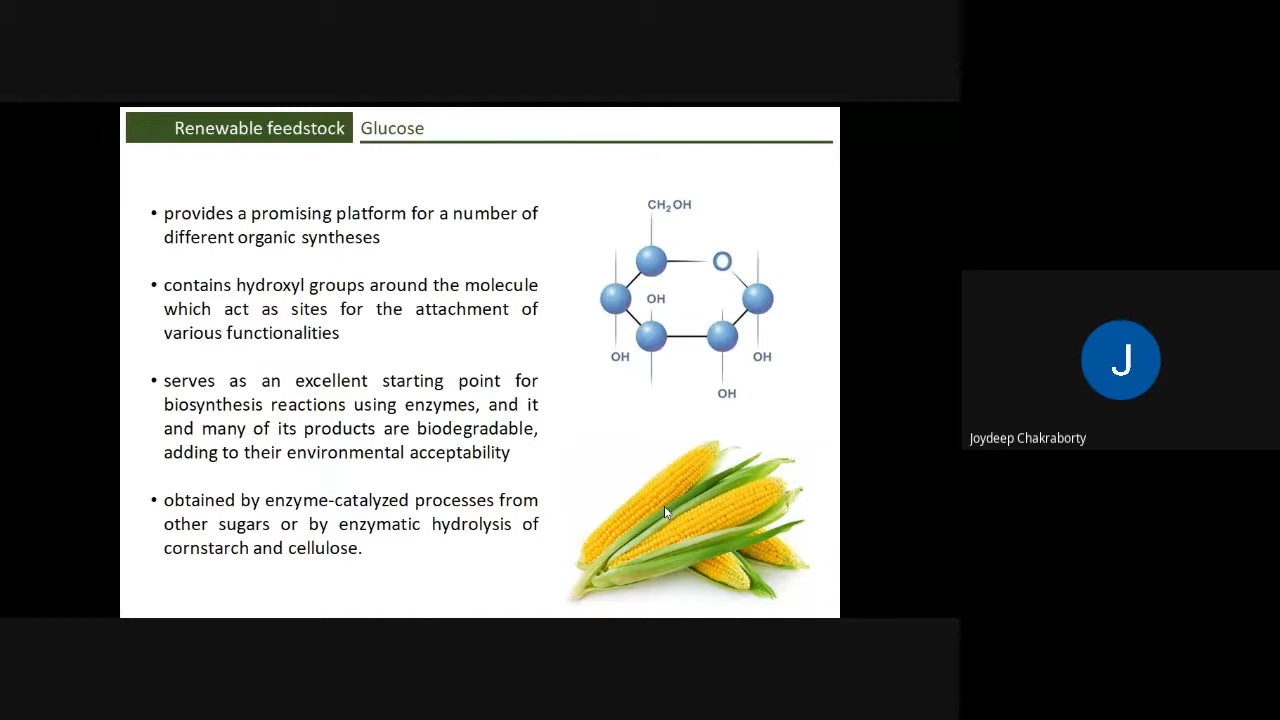 Renewable feedstock Glucose
• provides a promising platform for a number of
different organic syntheses
• contains hydroxyl groups around the molecule
which act as sites for the attachment of
various functionalities
• serves as an excellent starting point for
biosynthesis reactions using enzymes, and it
and many of its products are biodegradable,
adding to their environmental acceptability
• obtained by enzyme-catalyzed processes from
other sugars or by enzymatic hydrolysis of
cornstarch and cellulose.
CH2OH
O
OH
OH
OH
OH
J
Joydeep Chakraborty